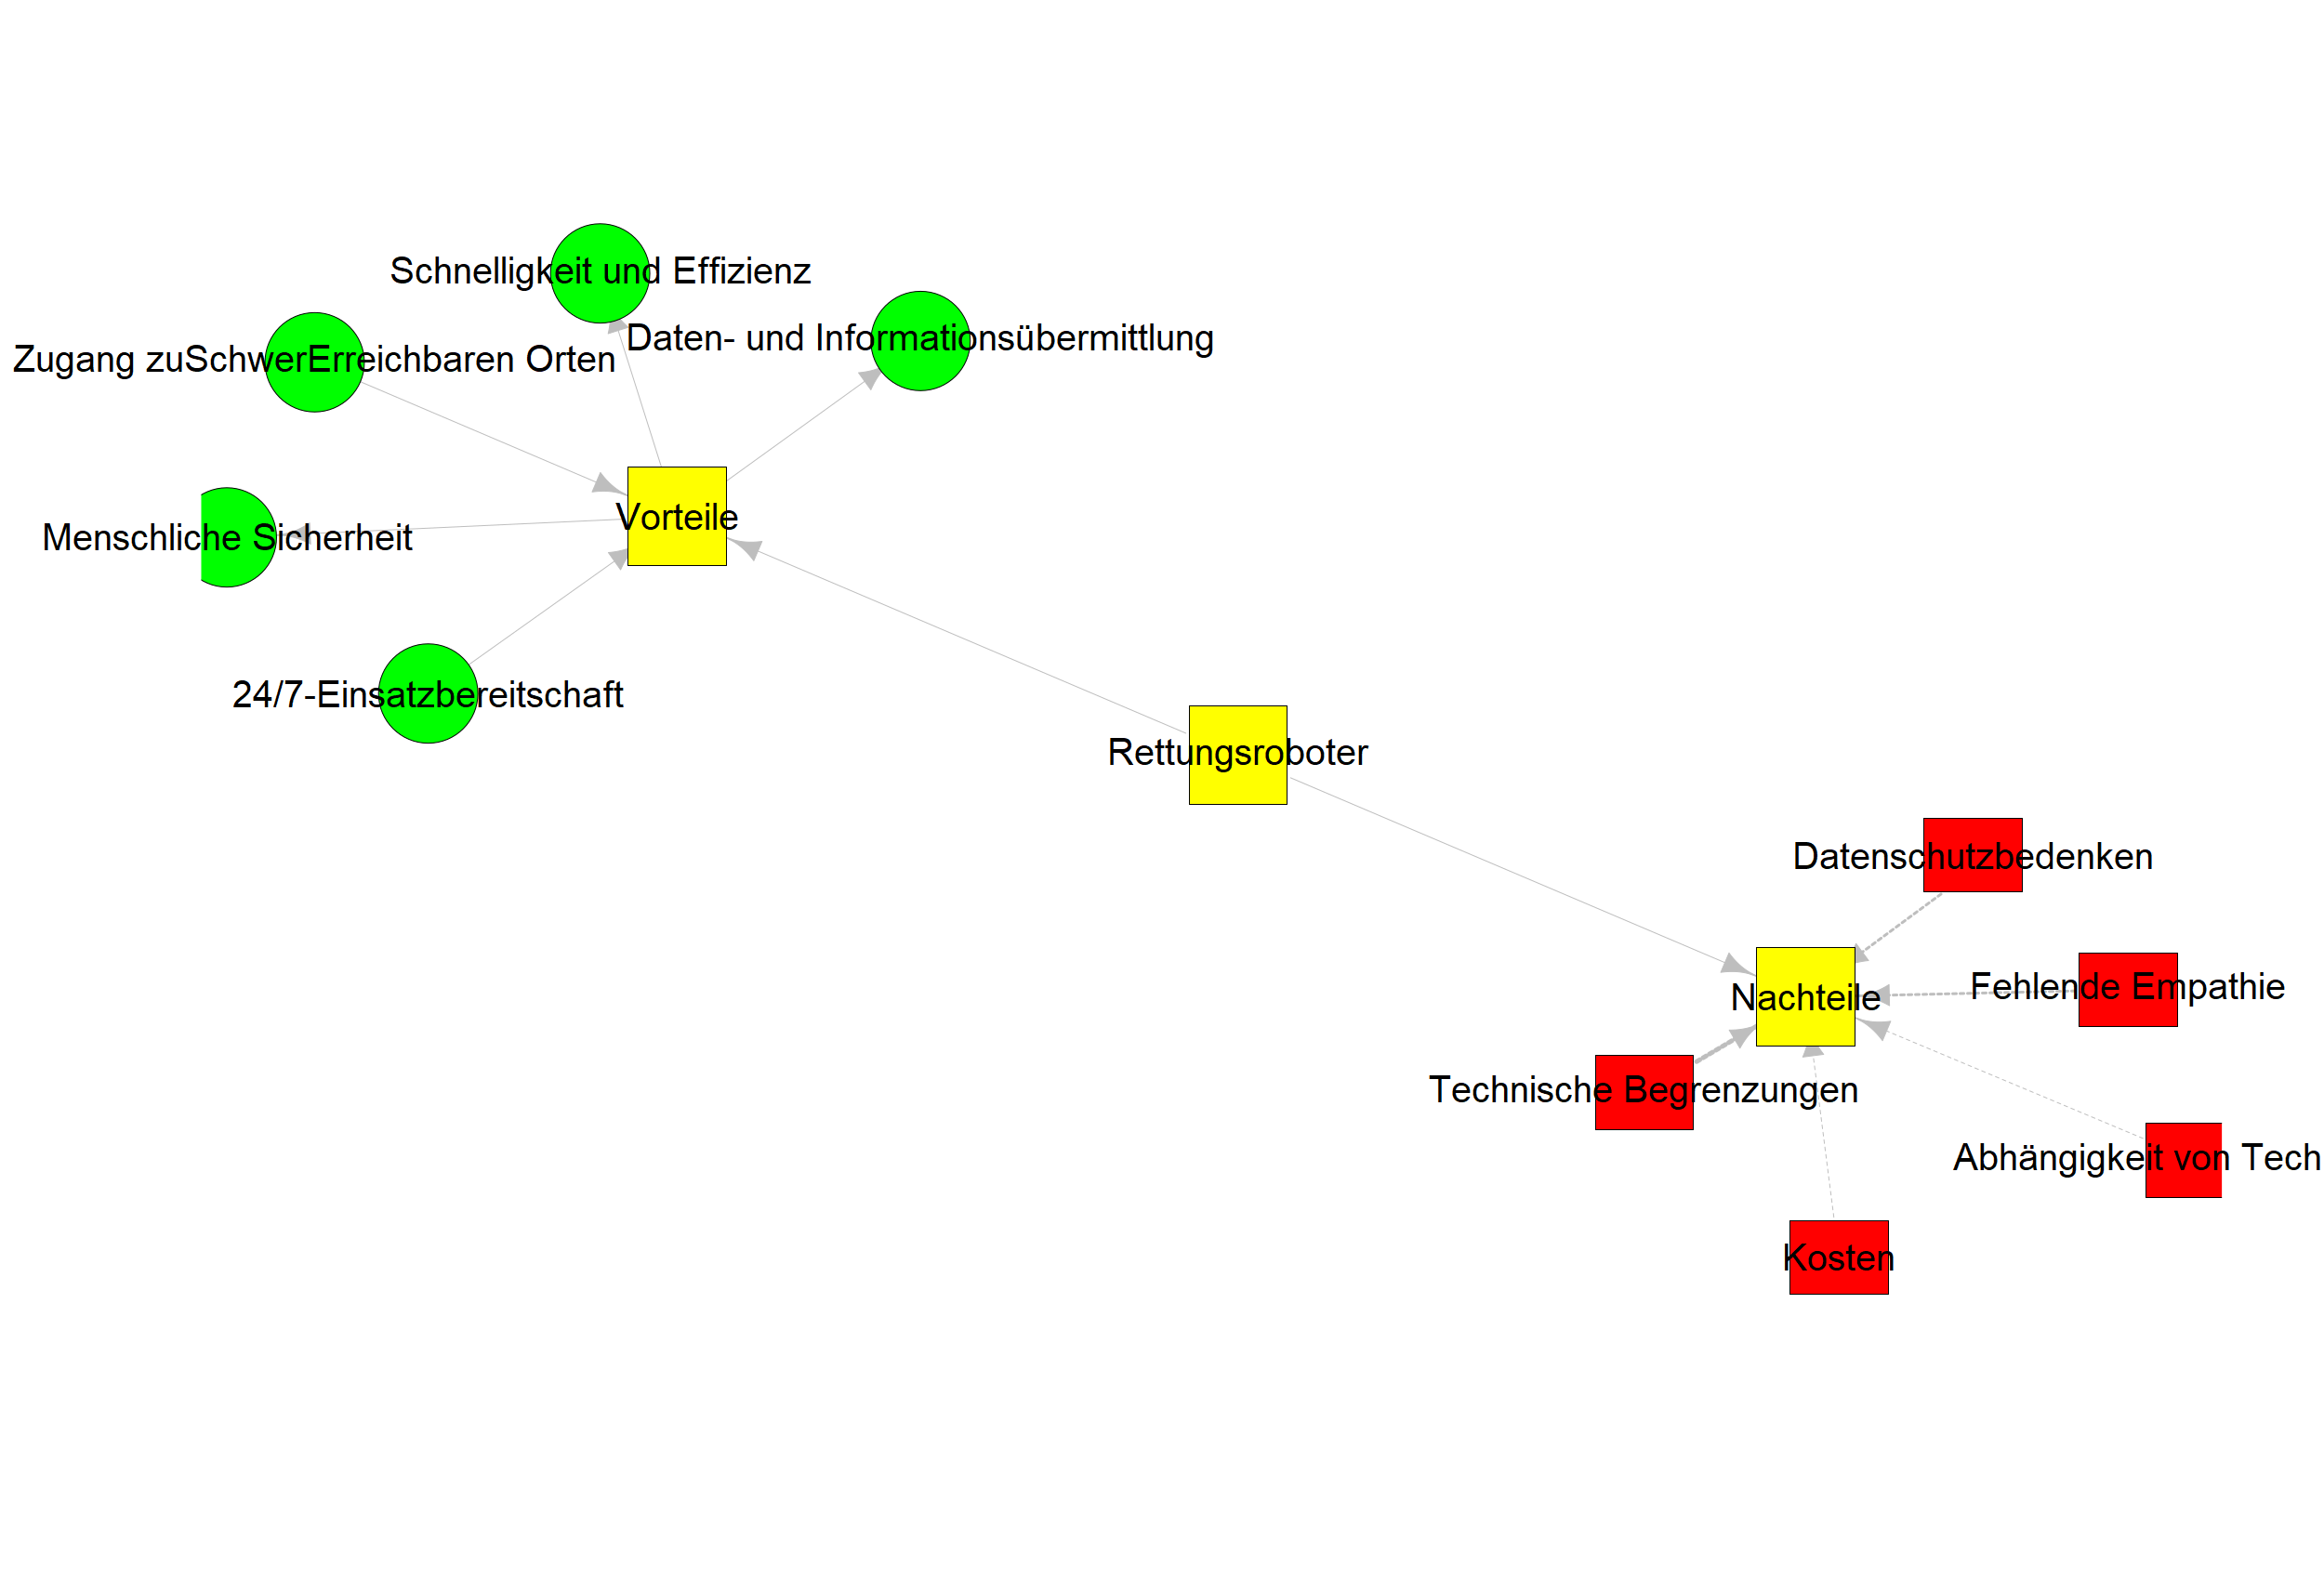 Schnelligkeit und Effizienz
Daten- und Informationsübermittlung
Zugang zuSchwerErreichbaren Orten
Vorteile
Menschliche Sicherheit
24/7-Einsatzbereitschaft
Rettungsroboter
Datenschutzbedenken
Fehlende Empathie
Nachteile
Technische Begrenzungen
Abhängigkeit von Tech
Kosten